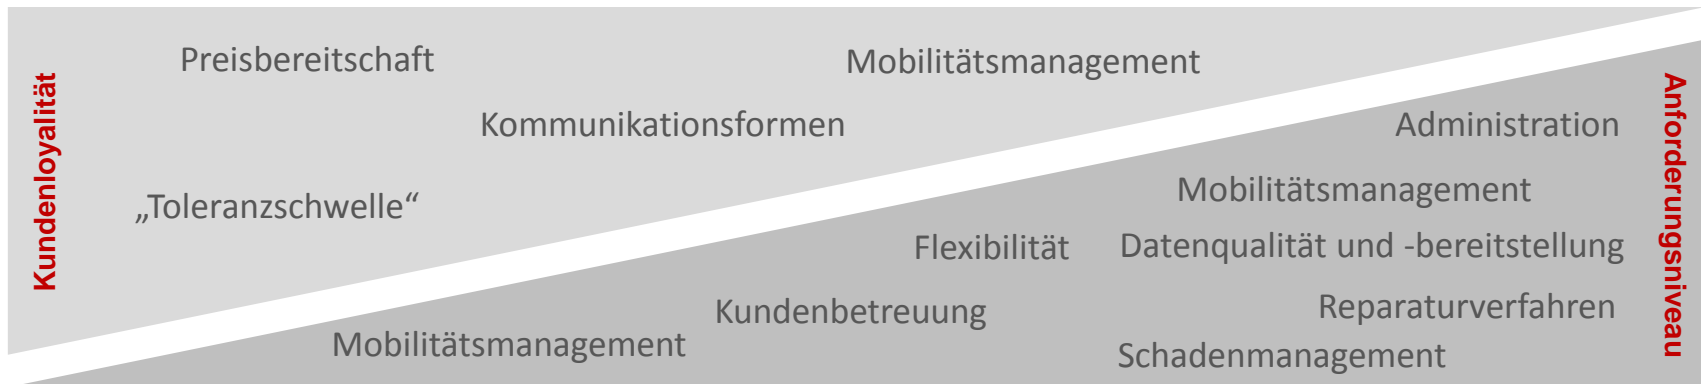 Kundenloyalität
Preisbereitschaft
Mobilitätsmanagement
Kommunikationsformen
„Toleranzschwelle“
Anforderungsniveau
Administration
Mobilitätsmanagement
Flexibilität
Datenqualität und -bereitstellung
Kundenbetreuung
Reparaturverfahren
Mobilitätsmanagement
Schadenmanagement